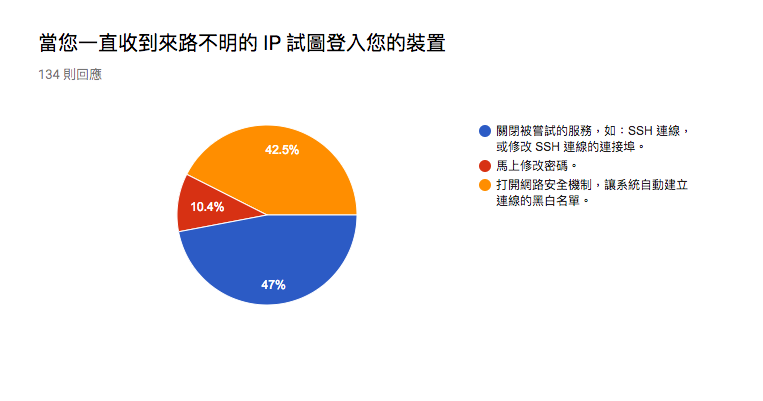 當您一直收到來路不明的 IP 試圖登入您的裝置
134 則回應
42.5%
10.4%
47%
關閉被嘗試的服務，如：SSH 連線，
或修改 SSH 連線的連接埠。
馬上修改密碼。
打開網路安全機制，讓系統自動建立
連線的黑白名單。